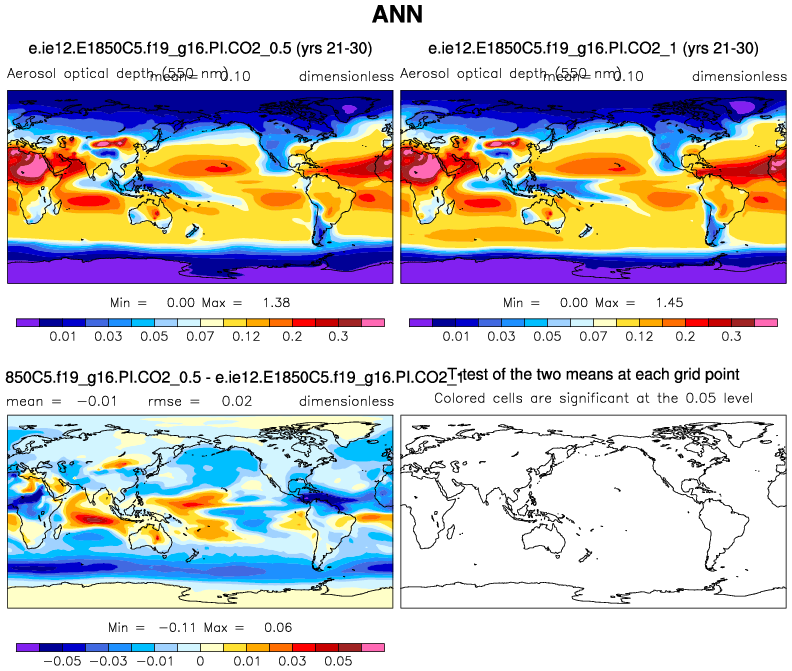 ANN
e.ie12.E1850C5.f19_g16.PI.CO2_0.5 (yrs 21-30)
e.ie12.E1850C5.f19_g16.PI.CO2_1 (yrs 21-30)
Aerosol optical depth (550 nm) mean= 0.10 dimensionless
Aerosol optical depth (550 nm) mean= 0.10 dimensionless
Min = 0.00 Max = 1.38
Min = 0.00 Max = 1.45
0.01 0.03 0.05 0.07 0.12 0.2 0.3
0.01 0.03 0.05 0.07 0.12 0.2 0.3
850C5.f19_g16.PI.CO2_0.5 - e.ie12.E1850C5.f19_g16.PI.CO2_1
T-test of the two means at each grid point
mean = -0.01 rmse = 0.02 dimensionless
Colored cells are significant at the 0.05 level
Min = -0.11 Max = 0.06
-0.05 -0.03 -0.01 0 0.01 0.03 0.05